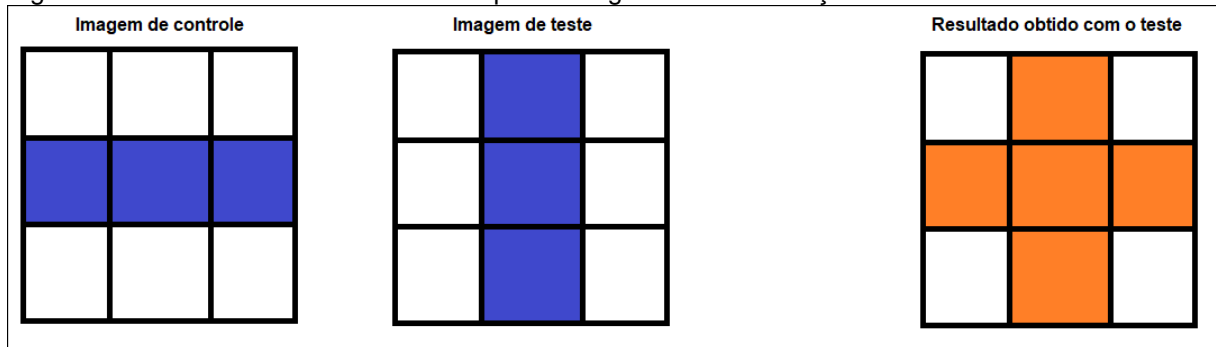 Imagem de controle
Imagem de teste
Resultado obtido com o teste